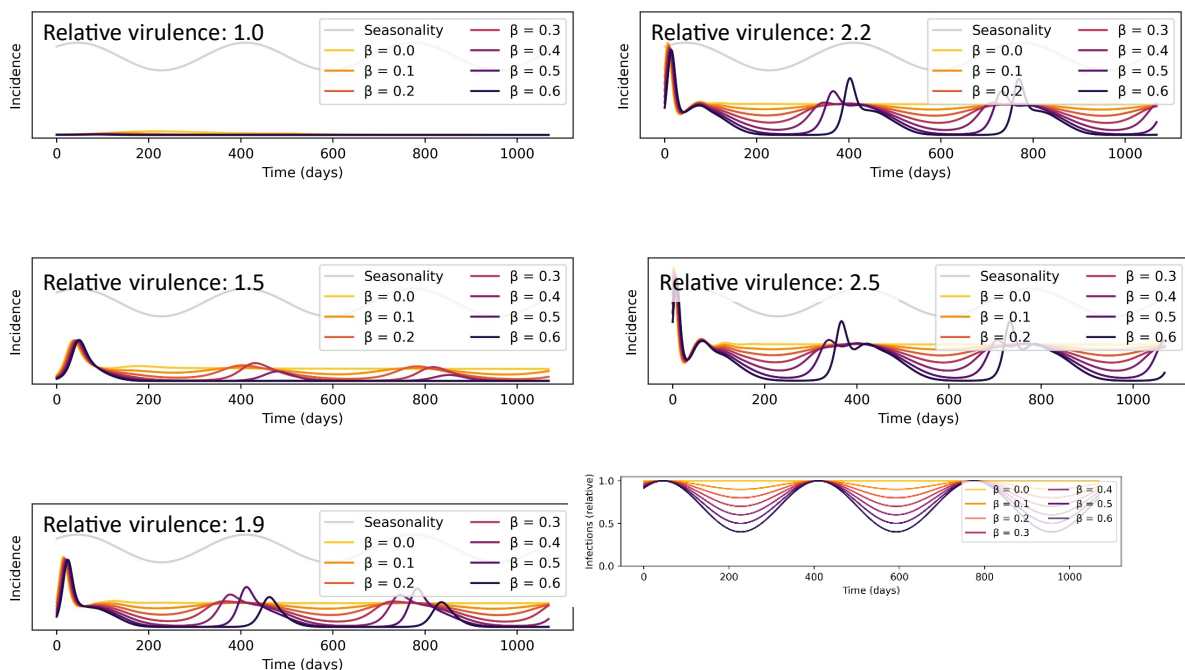 Relative virulence: 1.0
Seasonality
β = 0.0
β = 0.1
β = 0.2
β = 0.3
β = 0.4
β = 0.5
β = 0.6
Incidence
0 200 400 600 800 1000
Time (days)
Relative virulence: 2.2
Seasonality
β = 0.0
β = 0.1
β = 0.2
β = 0.3
β = 0.4
β = 0.5
β = 0.6
Incidence
0 200 400 600 800 1000
Time (days)
Relative virulence: 1.5
Seasonality
β = 0.0
β = 0.1
β = 0.2
β = 0.3
β = 0.4
β = 0.5
β = 0.6
Incidence
0 200 400 600 800 1000
Time (days)
Relative virulence: 2.5
Seasonality
β = 0.0
β = 0.1
β = 0.2
β = 0.3
β = 0.4
β = 0.5
β = 0.6
Incidence
0 200 400 600 800 1000
Time (days)
Relative virulence: 1.9
Seasonality
β = 0.0
β = 0.1
β = 0.2
β = 0.3
β = 0.4
β = 0.5
β = 0.6
Incidence
0 200 400 600 800 1000
Time (days)
Infections (relative)
1.0
0.5
0.0
β = 0.0
β = 0.1
β = 0.2
β = 0.3
β = 0.4
β = 0.5
β = 0.6
0 200 400 600 800 1000
Time (days)